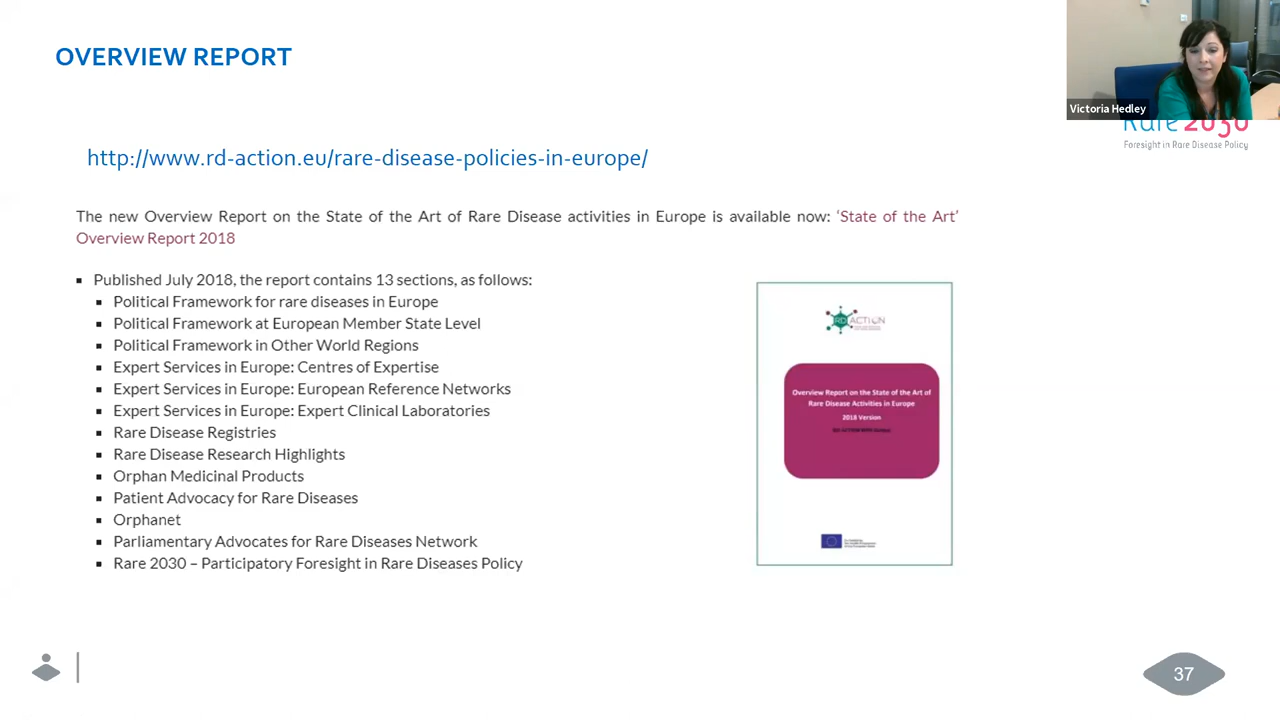 OVERVIEW REPORT
Victoria Hedley
Rare 2030
Foresight in Rare Disease Policy
http://www.rd-action.eu/rare-disease-policies-in-europe/
The new Overview Report on the State of the Art of Rare Disease activities in Europe is available now: ‘State of the Art’
Overview Report 2018
▪ Published July 2018, the report contains 13 sections, as follows:
▪ Political Framework for rare diseases in Europe
▪ Political Framework at European Member State Level
▪ Political Framework in Other World Regions
▪ Expert Services in Europe: Centres of Expertise
▪ Expert Services in Europe: European Reference Networks
▪ Expert Services in Europe: Expert Clinical Laboratories
▪ Rare Disease Registries
▪ Rare Disease Research Highlights
▪ Orphan Medicinal Products
▪ Patient Advocacy for Rare Diseases
▪ Orphanet
▪ Parliamentary Advocates for Rare Diseases Network
▪ Rare 2030 – Participatory Foresight in Rare Diseases Policy
RD ACTION
Overview Report on the State of the Art of
Rare Disease Activities in Europe
2018 Version
37